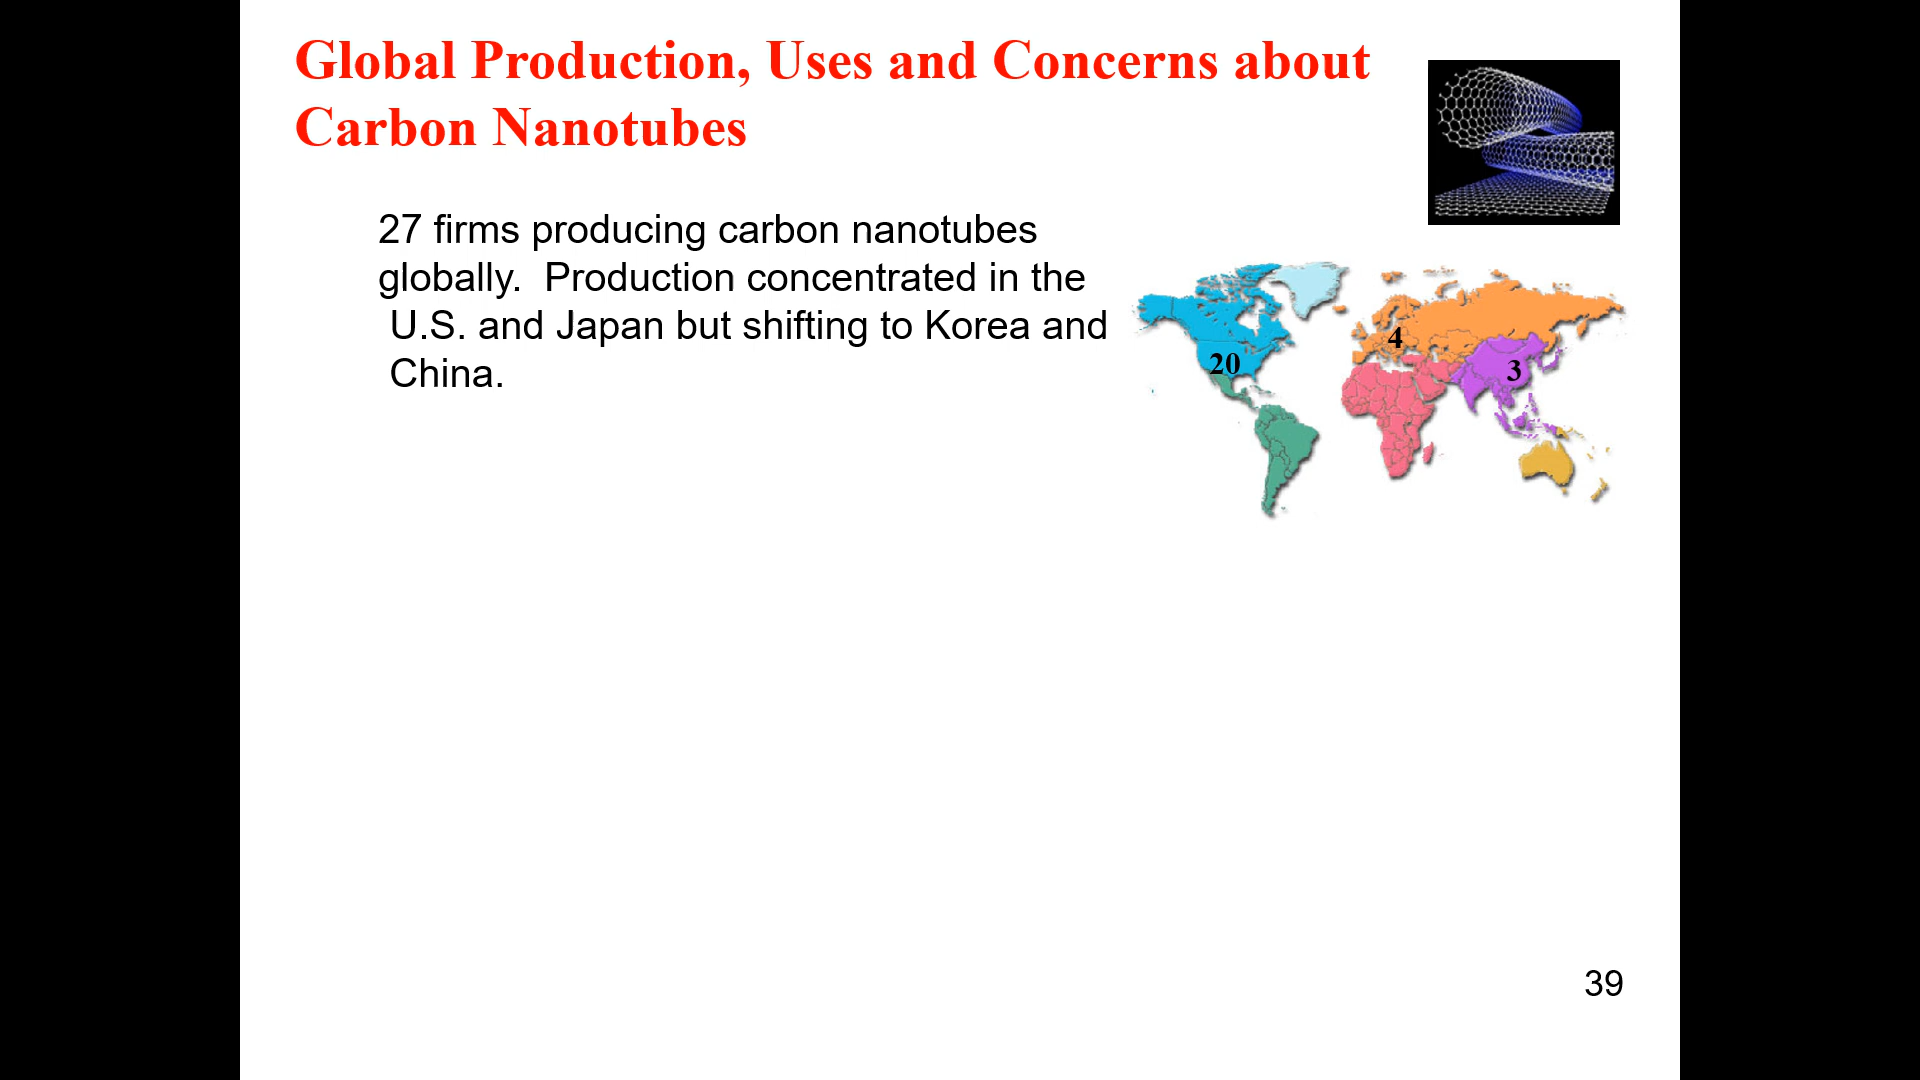 Global Production, Uses and Concerns about
Carbon Nanotubes
27 firms producing carbon nanotubes
globally.  Production concentrated in the
U.S. and Japan but shifting to Korea and
China.
20
4
3
39